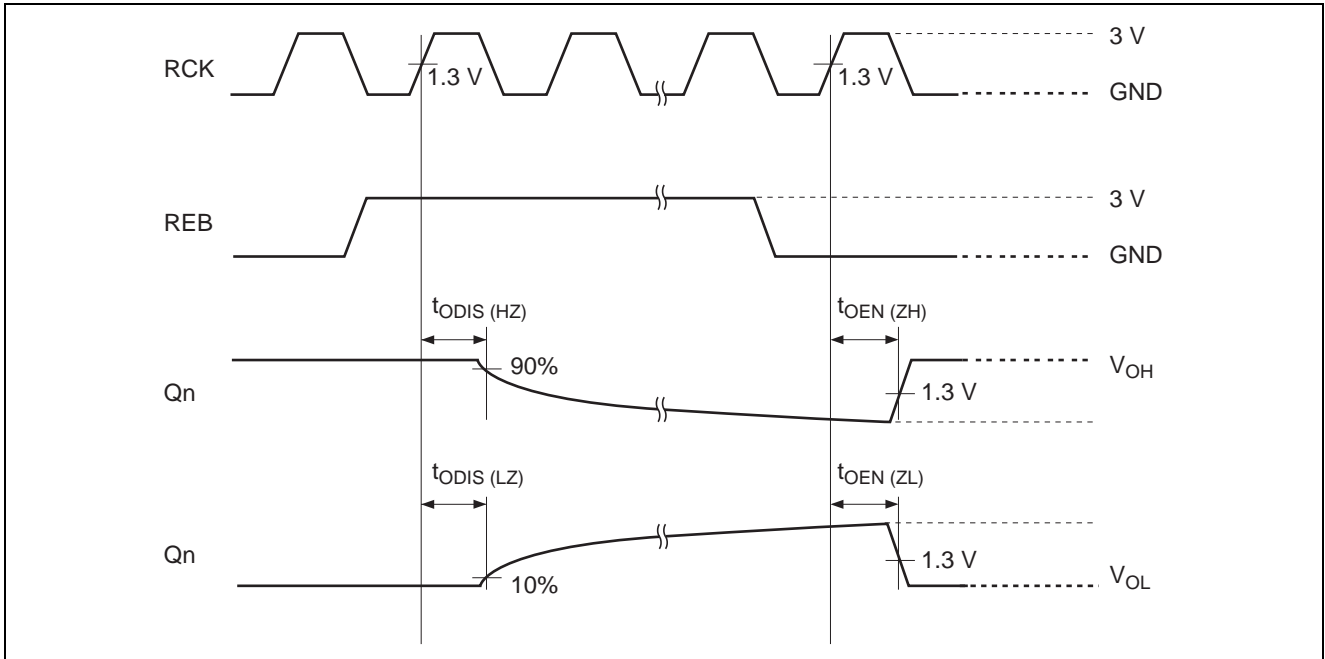 RCK
1.3 V
1.3 V
3 V
GND
REB
3 V
GND
tODIS (HZ)
tOEN (ZH)
Qn
90%
1.3 V
VOH
tODIS (LZ)
tOEN (ZL)
Qn
10%
1.3 V
VOL